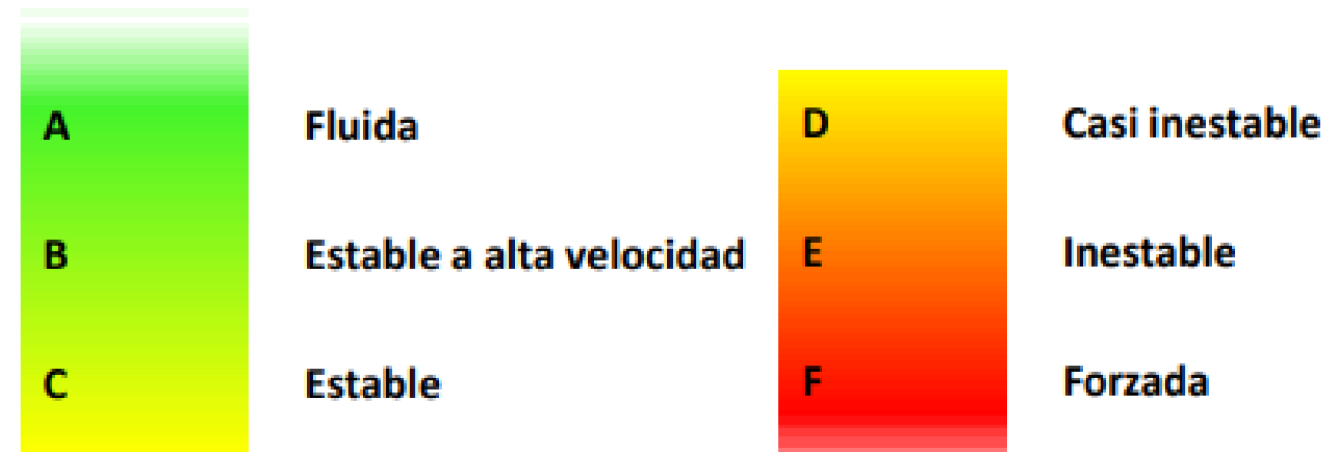 A Fluida
B Estable a alta velocidad
C Estable
D Casi inestable
E Inestable
F Forzada